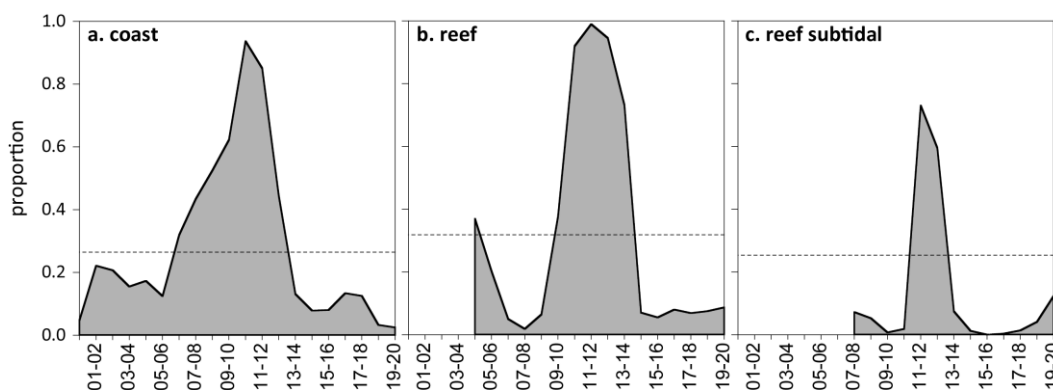 a. coast
b. reef
c. reef subtidal
proportion
1.0
0.8
0.6
0.4
0.2
0.0
01-02 03-04 05-06 07-08 09-10 11-12 13-14 15-16 17-18 19-20
01-02 03-04 05-06 07-08 09-10 11-12 13-14 15-16 17-18 19-20
01-02 03-04 05-06 07-08 09-10 11-12 13-14 15-16 17-18 19-20